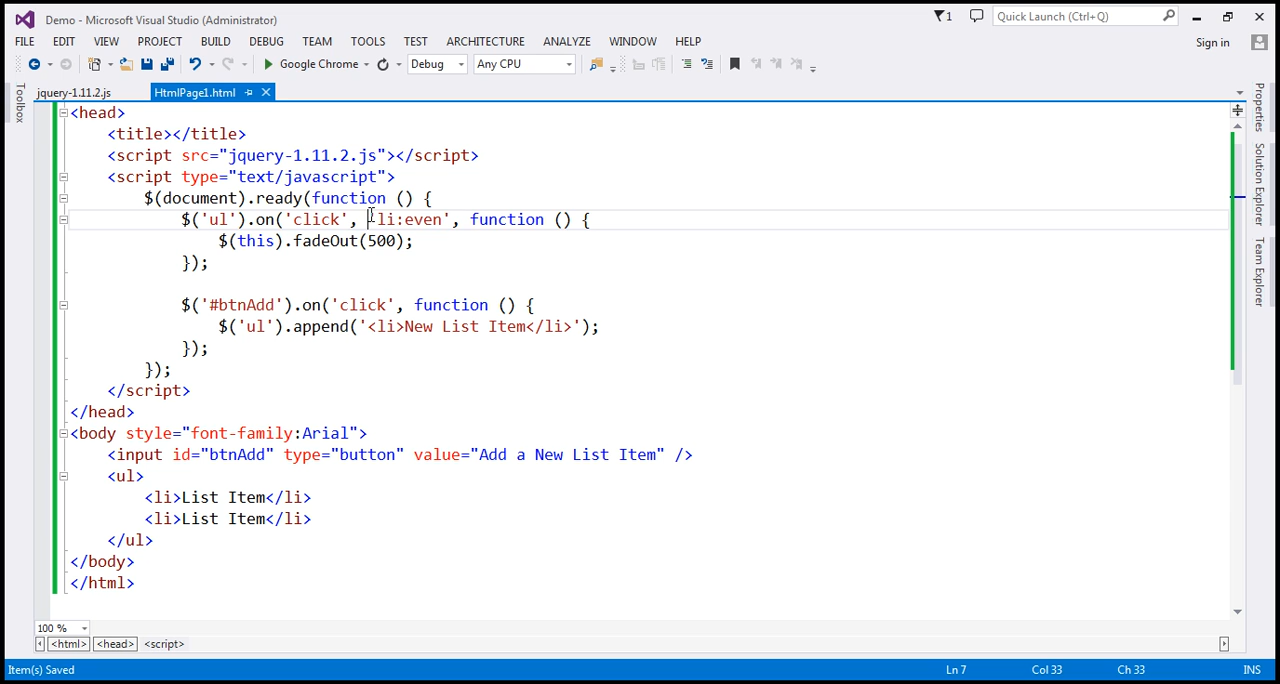 Demo - Microsoft Visual Studio (Administrator)
1
Quick Launch (Ctrl+Q)
FILE EDIT VIEW PROJECT BUILD DEBUG TEAM TOOLS TEST ARCHITECTURE ANALYZE WINDOW HELP
Sign in
Google Chrome Debug Any CPU
Toolbox
jquery-1.11.2.js HtmlPage1.html
<head>
<title></title>
<script src="jquery-1.11.2.js"></script>
<script type="text/javascript">
$(document).ready(function () {
$('ul').on('click', 'li:even', function () {
$(this).fadeOut(500);
});
$('#btnAdd').on('click', function () {
$('ul').append('<li>New List Item</li>');
});
});
</script>
</head>
<body style="font-family:Arial">
<input id="btnAdd" type="button" value="Add a New List Item" />
<ul>
<li>List Item</li>
<li>List Item</li>
</ul>
</body>
</html>
Properties
Solution Explorer
Team Explorer
100 %
<html> <head> <script>
Item(s) Saved
Ln 7 Col 33 Ch 33 INS